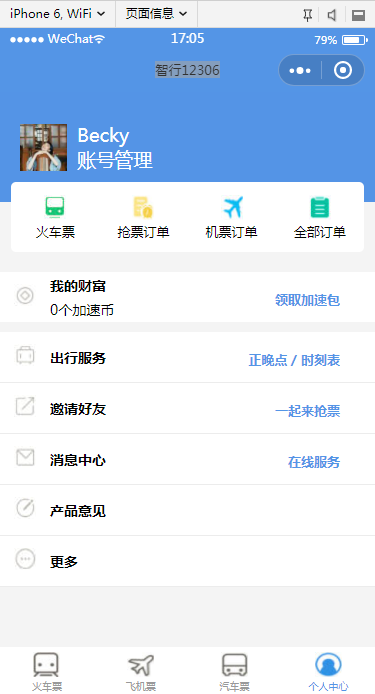 iPhone 6, WiFi 页面信息
WeChat 17:05 79%
智行12306
Becky
账号管理
火车票 抢票订单 机票订单 全部订单
我的财富
0个加速币
领取加速包
出行服务 正晚点 / 时刻表
邀请好友 一起来抢票
消息中心 在线服务
产品意见
更多
火车票 飞机票 汽车票 个人中心